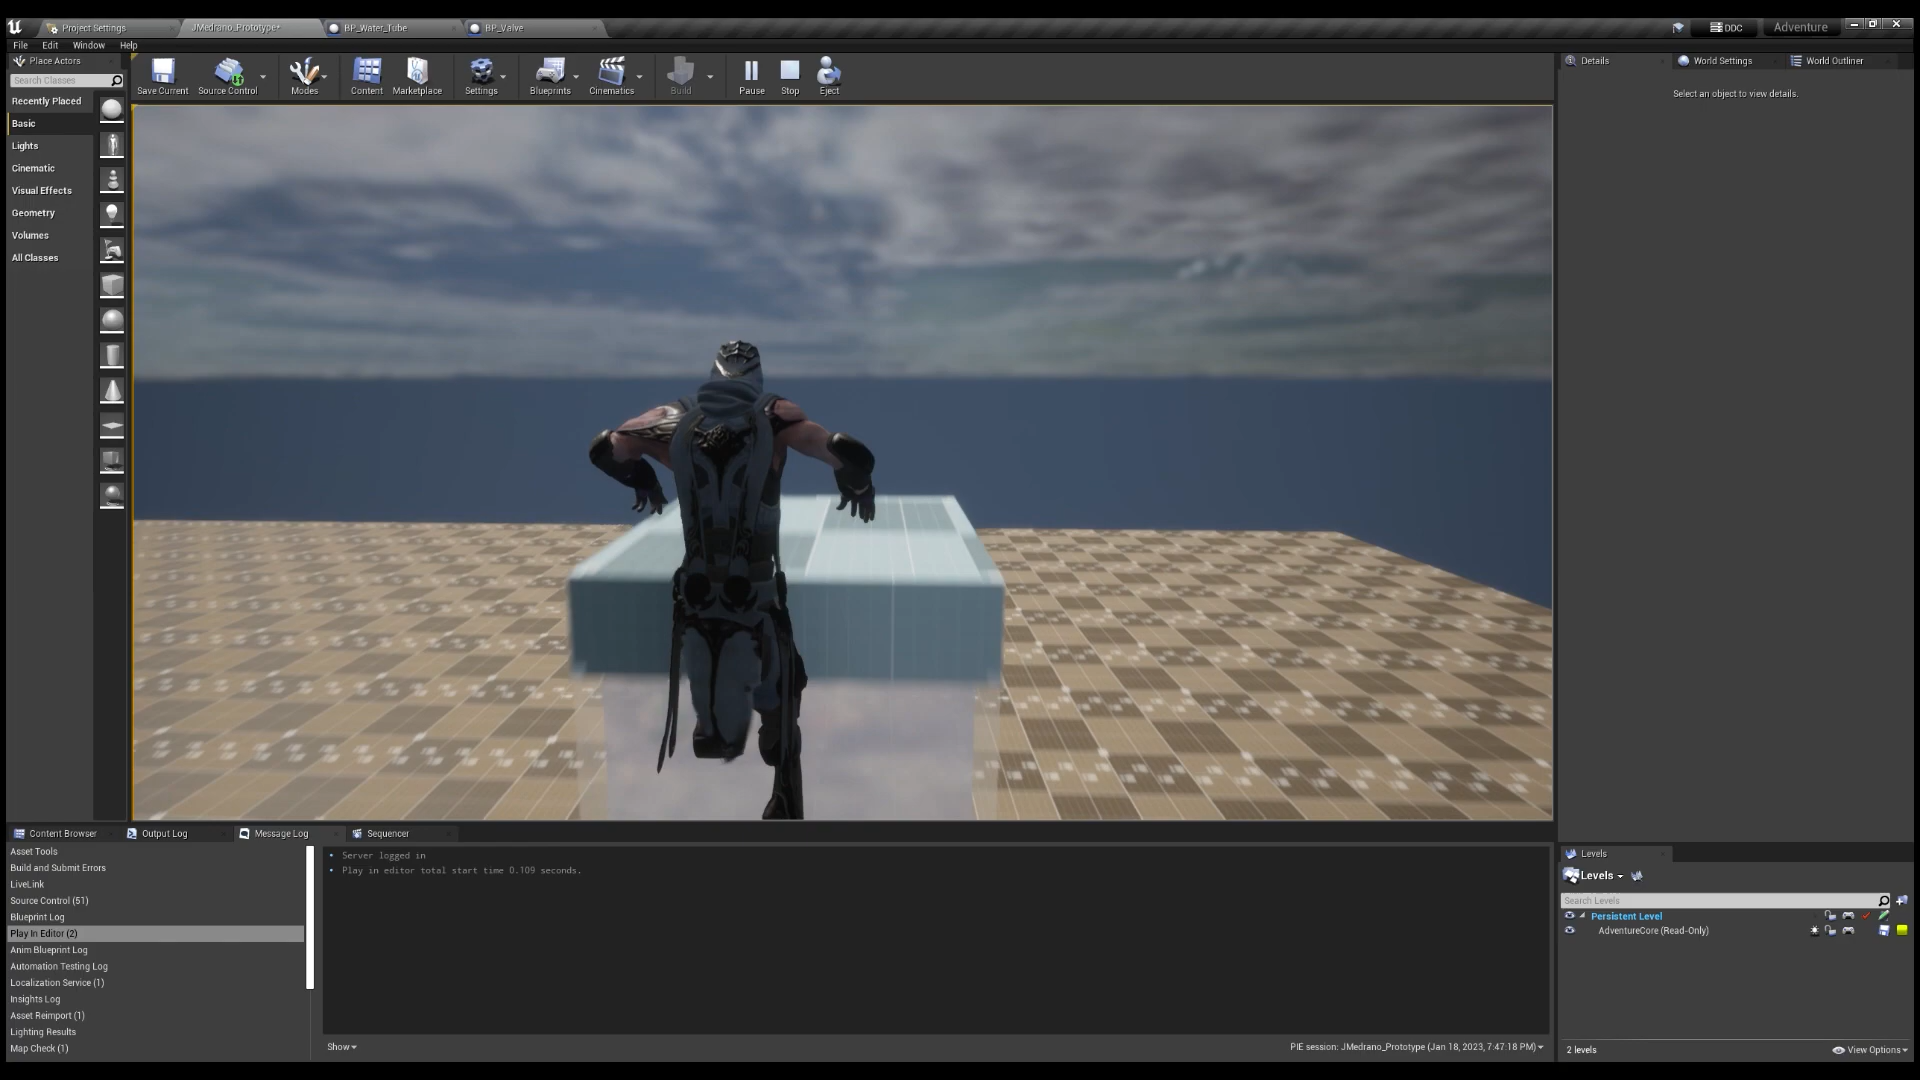 Project Settings
JMedrano_Prototype*
BP_Water_Tube
BP_Valve
DDC
Adventure
File Edit Window Help
Place Actors
Search Classes
Recently Placed
Basic
Lights
Cinematic
Visual Effects
Geometry
Volumes
All Classes
Save Current
Source Control
Modes
Content
Marketplace
Settings
Blueprints
Cinematics
Build
Pause
Stop
Eject
Details
World Settings
World Outliner
Select an object to view details.
Content Browser
Output Log
Message Log
Sequencer
Asset Tools
Build and Submit Errors
LiveLink
Source Control (51)
Blueprint Log
Play In Editor (2)
Anim Blueprint Log
Automation Testing Log
Localization Service (1)
Insights Log
Asset Reimport (1)
Lighting Results
Map Check (1)
Server logged in
Play in editor total start time 0.109 seconds.
Show
PIE session: JMedrano_Prototype (Jan 18, 2023, 7:47:18 PM)
Levels
Levels
Search Levels
Persistent Level
AdventureCore (Read-Only)
2 levels
View Options